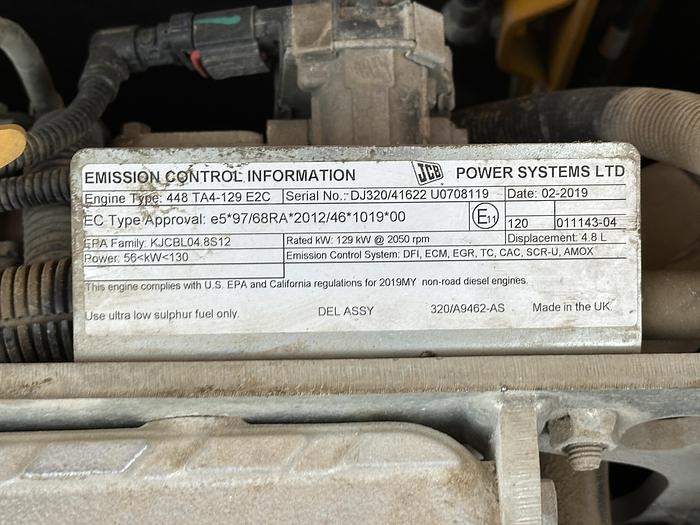 EMISSION CONTROL INFORMATION JCB POWER SYSTEMS LTD
Engine Type: 448 TA4-129 E2C Serial No.:-DJ320/41622 U0708119 Date: 02-2019
EC Type Approval: e5*97/68RA*2012/46*1019*00 E11 120 011143-04
EPA Family: KJCBL04.8S12 Rated kW: 129 kW @ 2050 rpm Displacement: 4.8 L
Power: 56<kW<130 Emission Control System: DFI, ECM, EGR, TC, CAC, SCR-U, AMOX
This engine complies with U.S. EPA and California regulations for 2019MY non-road diesel engines.
Use ultra low sulphur fuel only. DEL ASSY 320/A9462-AS Made in the UK.